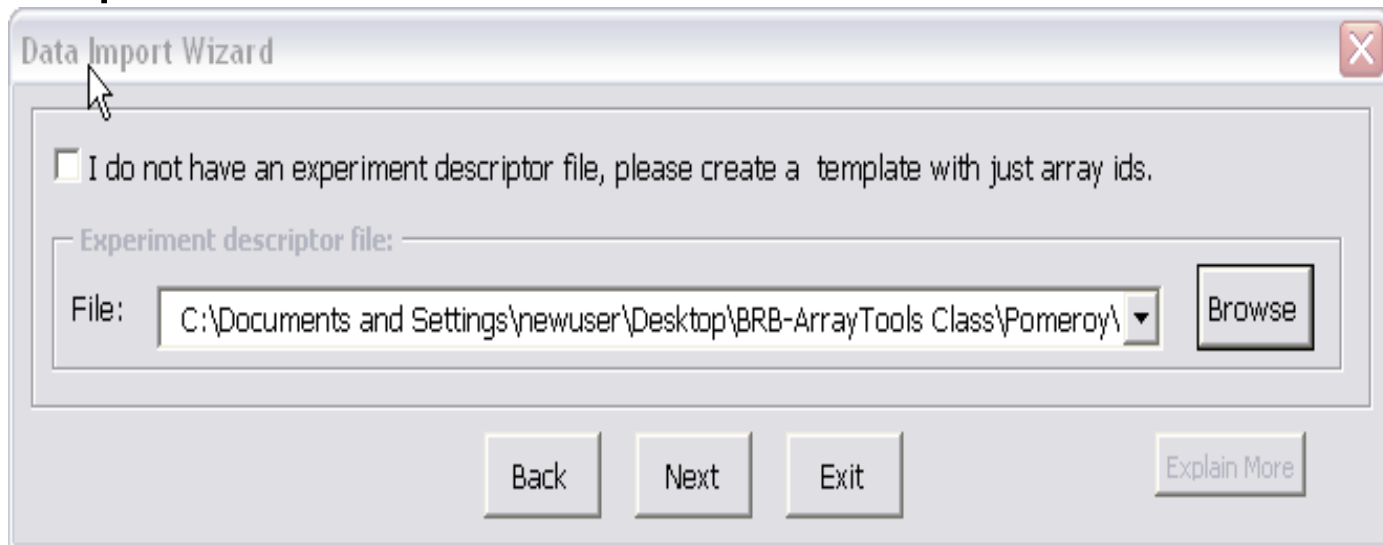 Data Import Wizard
I do not have an experiment descriptor file, please create a template with just array ids.
Experiment descriptor file:
File:
C:\Documents and Settings\newuser\Desktop\BRB-ArrayTools Class\Pomeroy\
Browse
Back
Next
Exit
Explain More